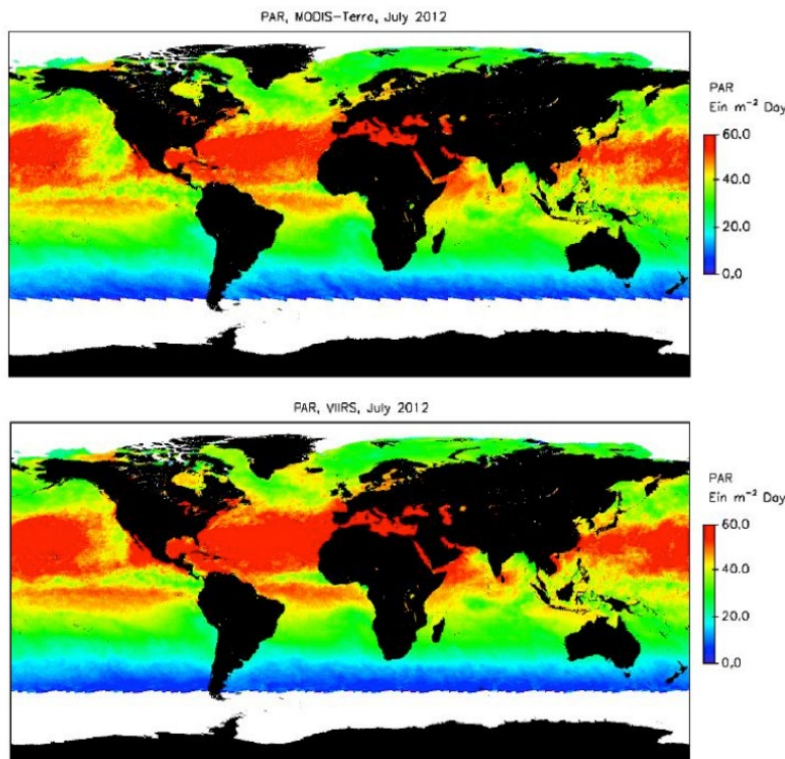 PAR, MODIS-Terra, July 2012
PAR
Ein m⁻² Day
60.0
40.0
20.0
0.0
PAR, VIIRS, July 2012
PAR
Ein m⁻² Day
60.0
40.0
20.0
0.0